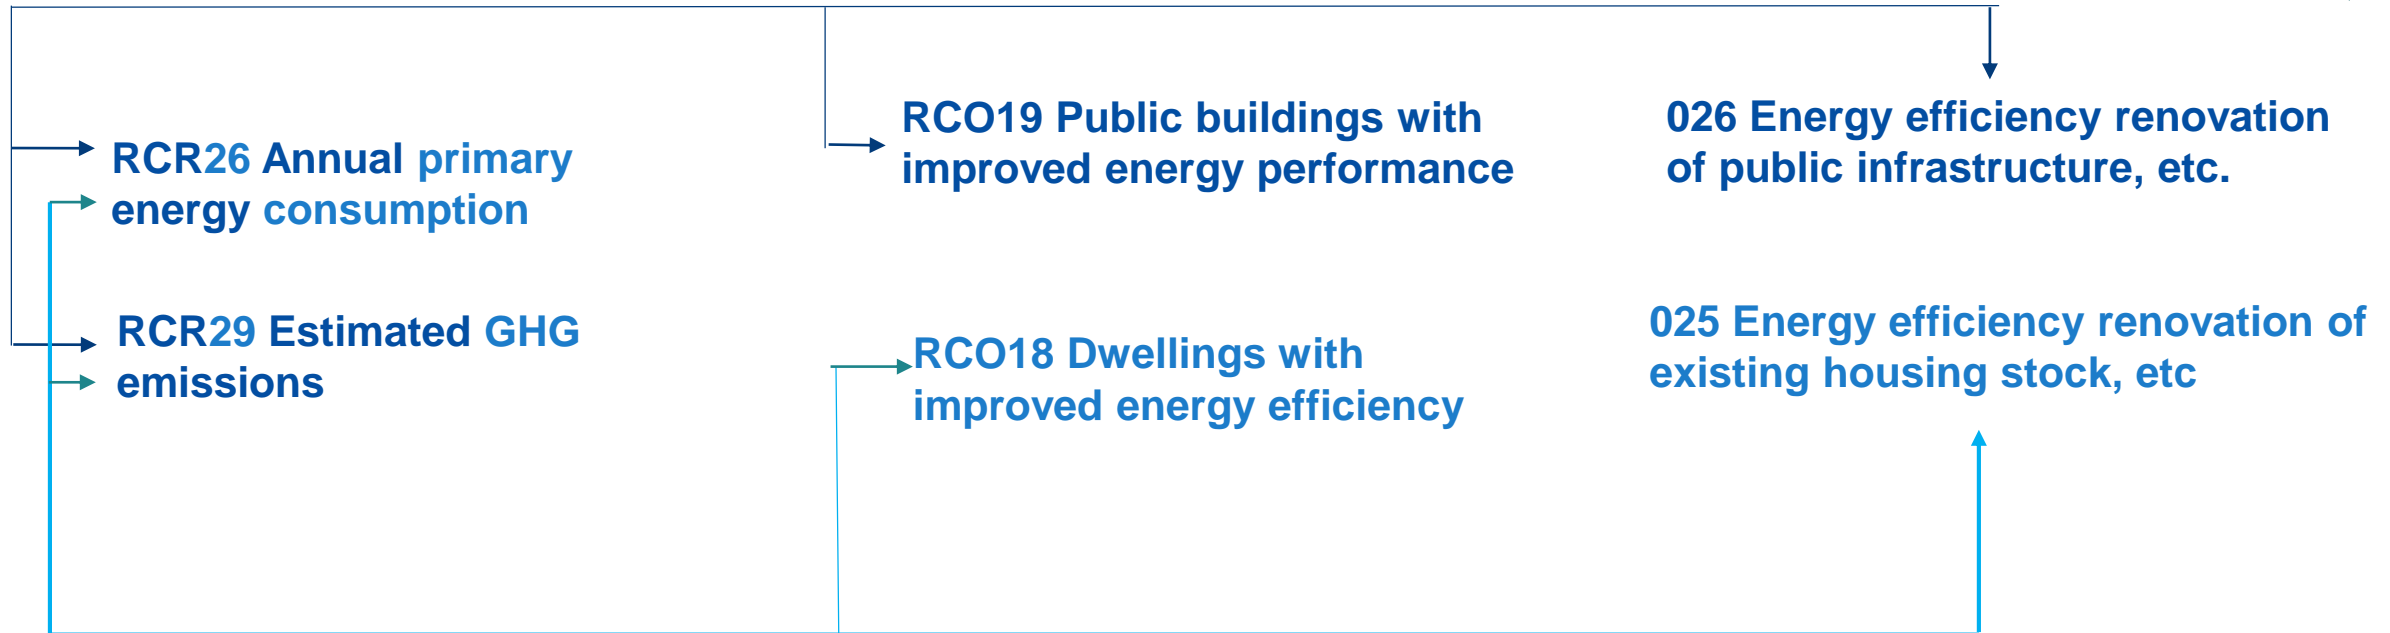 RCR26 Annual primary
energy consumption
RCR29 Estimated GHG
emissions
RCO19 Public buildings with
improved energy performance
RCO18 Dwellings with
improved energy efficiency
026 Energy efficiency renovation
of public infrastructure, etc.
025 Energy efficiency renovation of
existing housing stock, etc